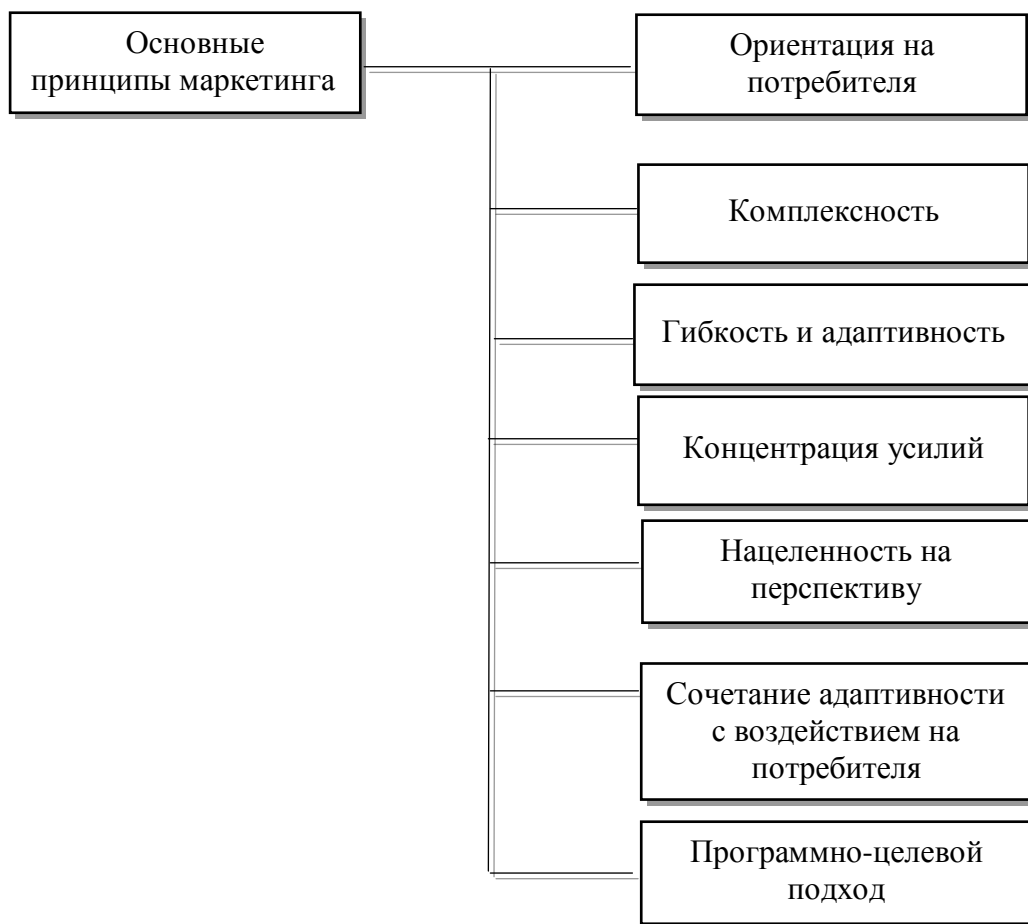 Основные
принципы маркетинга
Ориентация на
потребителя
Комплексность
Гибкость и адаптивность
Концентрация усилий
Нацеленность на
перспективу
Сочетание адаптивности
с воздействием на
потребителя
Программно-целевой
подход